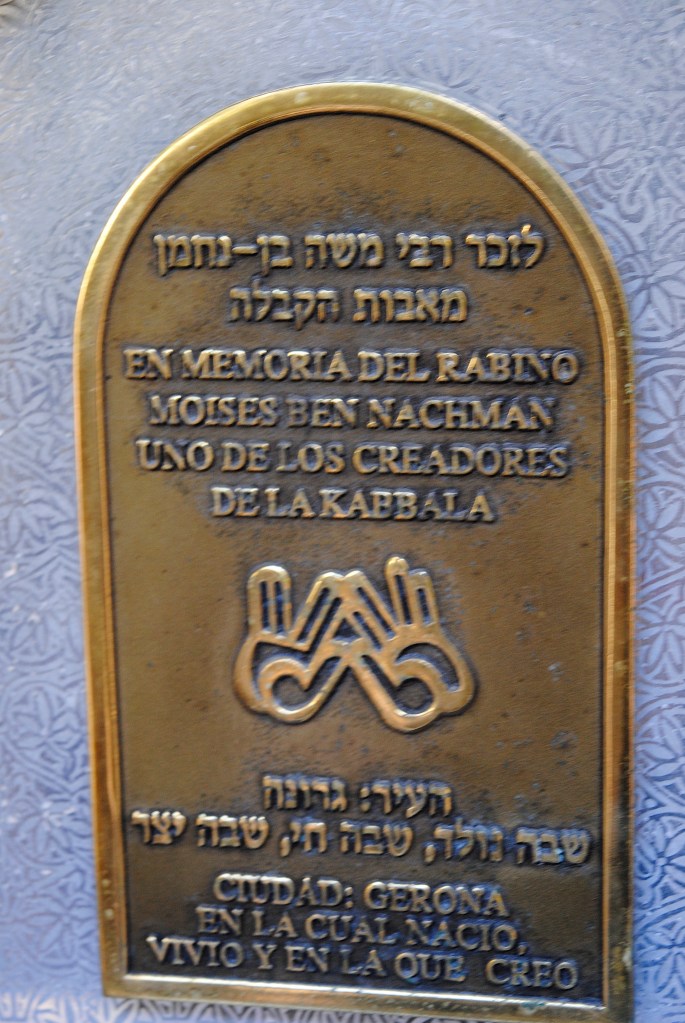 לזכר רבי משה בן-נחמן
מאבות הקבלה
EN MEMORIA DEL RABINO
MOISES BEN NACHMAN
UNO DE LOS CREADORES
DE LA KABBALA
העיר: גרונה
שבה נולד, שבה חי, שבה יצר
CIUDAD: GERONA
EN LA CUAL NACIO,
VIVIO Y EN LA QUE CREO